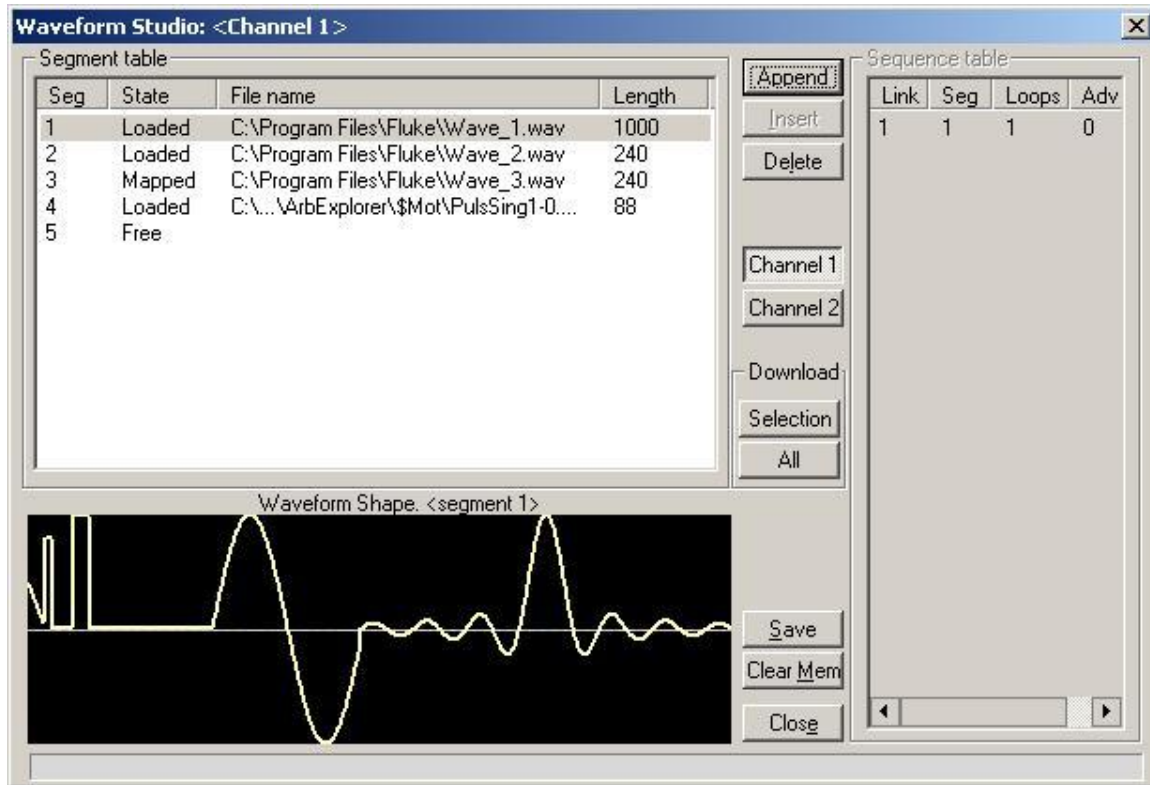 Waveform Studio: <Channel 1>
Segment table
Seg State File name Length
1 Loaded C:\Program Files\Fluke\Wave_1.wav 1000
2 Loaded C:\Program Files\Fluke\Wave_2.wav 240
3 Mapped C:\Program Files\Fluke\Wave_3.wav 240
4 Loaded C:\...\ArbExplorer\$Mot\PulsSing1-0.... 88
5 Free
Append
Insert
Delete
Channel 1
Channel 2
Download
Selection
All
Sequence table
Link Seg Loops Adv
1 1 1 0
Waveform Shape. <segment 1>
Save
Clear Mem
Close